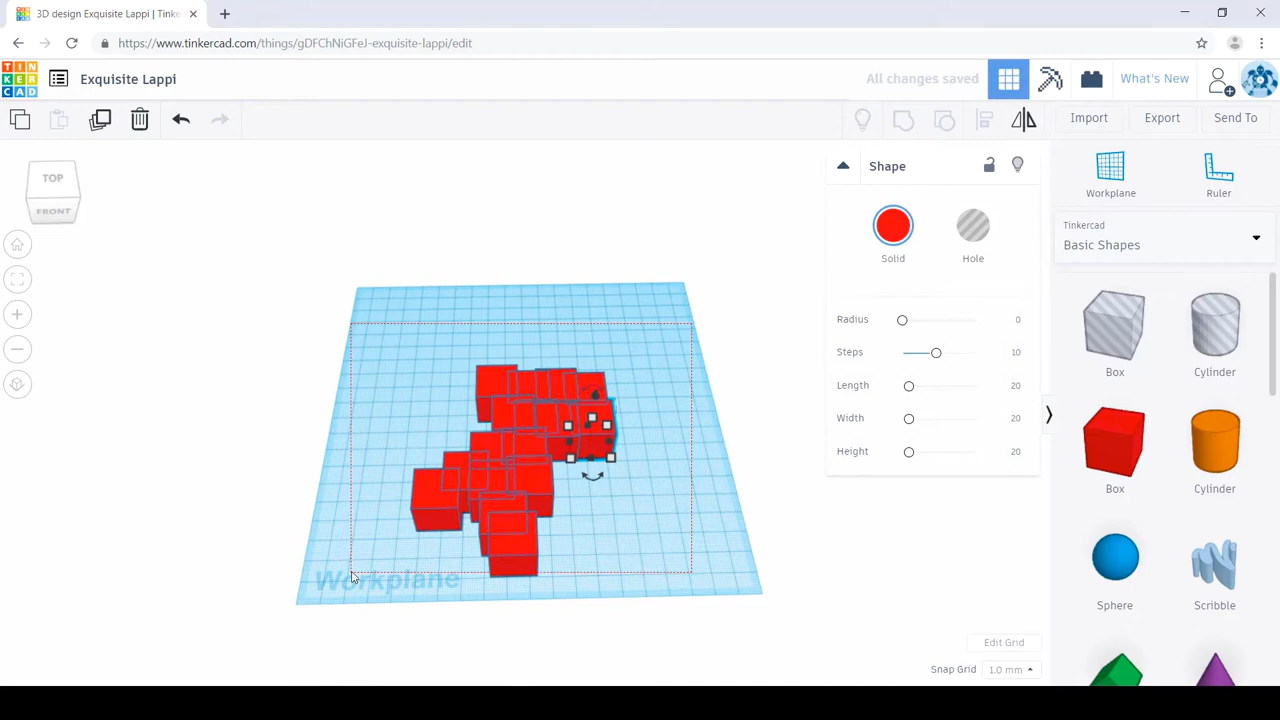 3D design Exquisite Lappi | Tinke
https://www.tinkercad.com/things/gDFChNiGFeJ-exquisite-lappi/edit
TIN
KER
CAD
Exquisite Lappi
All changes saved
What's New
Import
Export
Send To
TOP
FRONT
Shape
Solid
Hole
Radius 0
Steps 10
Length 20
Width 20
Height 20
Workplane
Ruler
Tinkercad
Basic Shapes
Box
Cylinder
Box
Cylinder
Sphere
Scribble
Workplane
Edit Grid
Snap Grid 1.0 mm